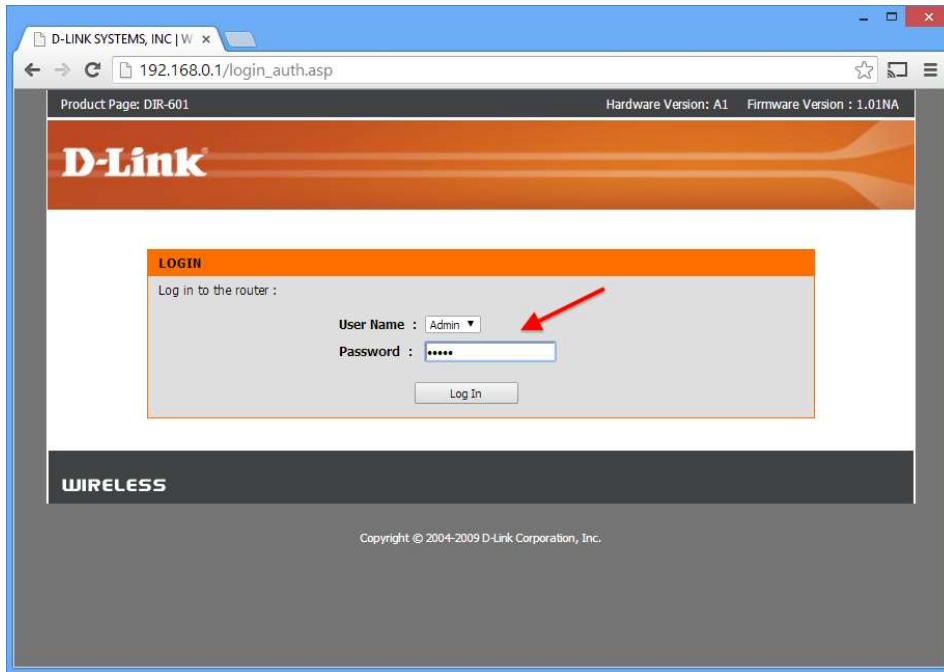 D-LINK SYSTEMS, INC | W
192.168.0.1/login_auth.asp
Product Page: DIR-601 Hardware Version: A1 Firmware Version : 1.01NA
D-Link
LOGIN
Log in to the router :
User Name : Admin
Password : •••••
Log In
WIRELESS
Copyright © 2004-2009 D-Link Corporation, Inc.